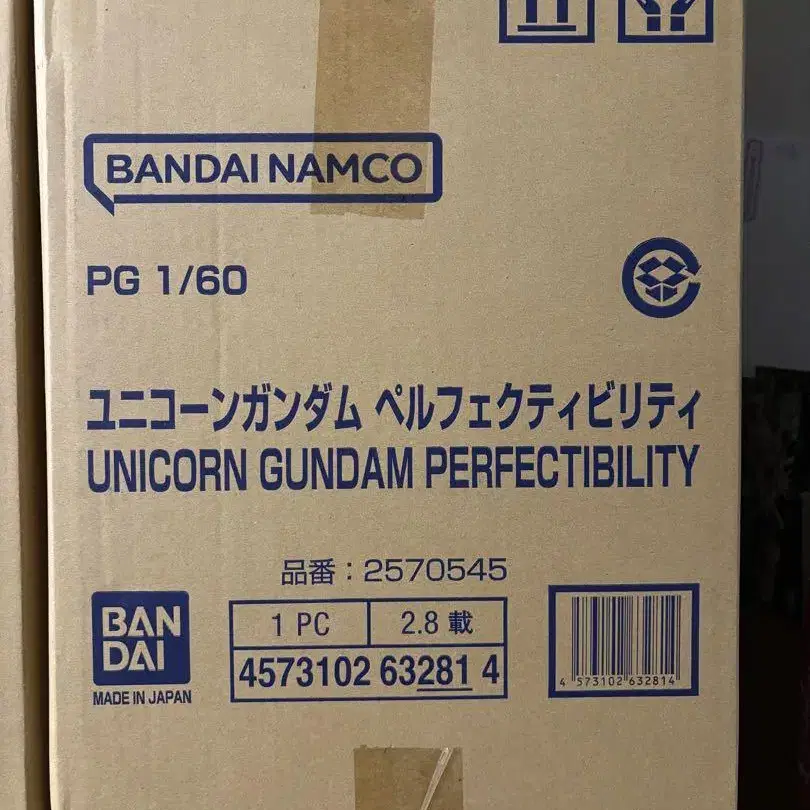 BANDAI NAMCO
PG 1/60
ユニコーンガンダム ペルフェクティビリティ
UNICORN GUNDAM PERFECTIBILITY
品番:2570545
BAN
DAI
MADE IN JAPAN
1 PC
2.8 載
4573102 63281 4
4 573102 632814